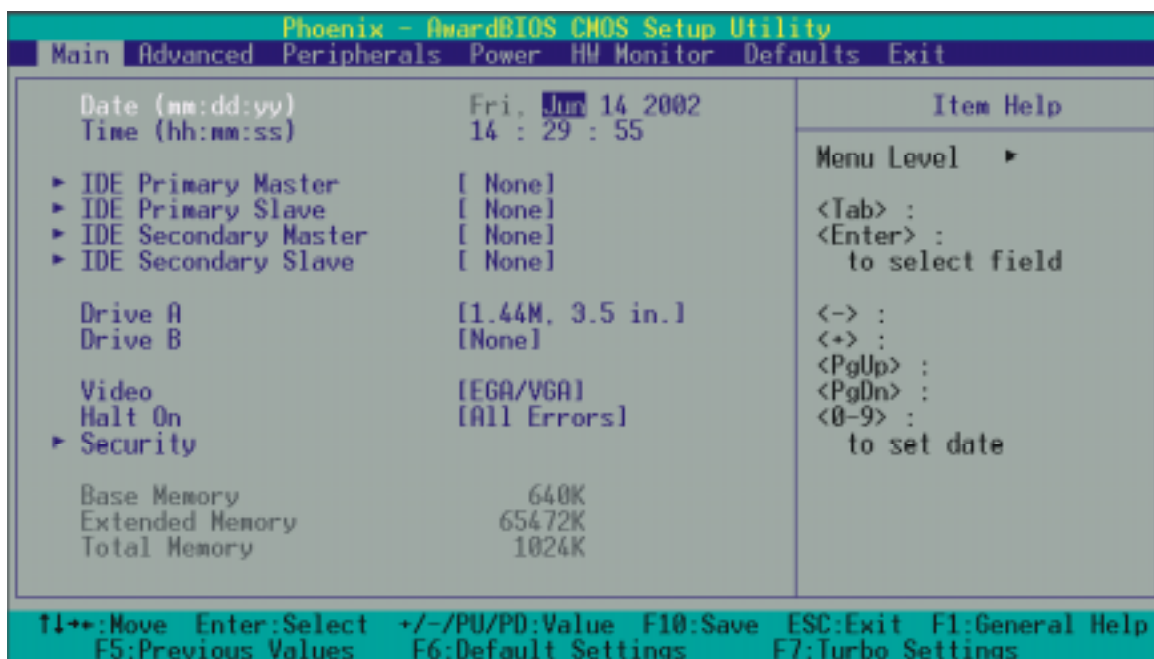 Phoenix - AwardBIOS CMOS Setup Utility
Main Advanced Peripherals Power HW Monitor Defaults Exit
Date (mm:dd:yy) Fri, Jun 14 2002
Time (hh:mm:ss) 14 : 29 : 55
► IDE Primary Master [ None]
► IDE Primary Slave [ None]
► IDE Secondary Master [ None]
► IDE Secondary Slave [ None]
Drive A [1.44M, 3.5 in.]
Drive B [None]
Video [EGA/VGA]
Halt On [All Errors]
► Security
Base Memory 640K
Extended Memory 65472K
Total Memory 1024K
Item Help
Menu Level ►
<Tab> :
<Enter> :
to select field
<-> :
<+> :
<PgUp> :
<PgDn> :
<0-9> :
to set date
↑↓→←:Move Enter:Select +/-/PU/PD:Value F10:Save ESC:Exit F1:General Help
F5:Previous Values F6:Default Settings F7:Turbo Settings